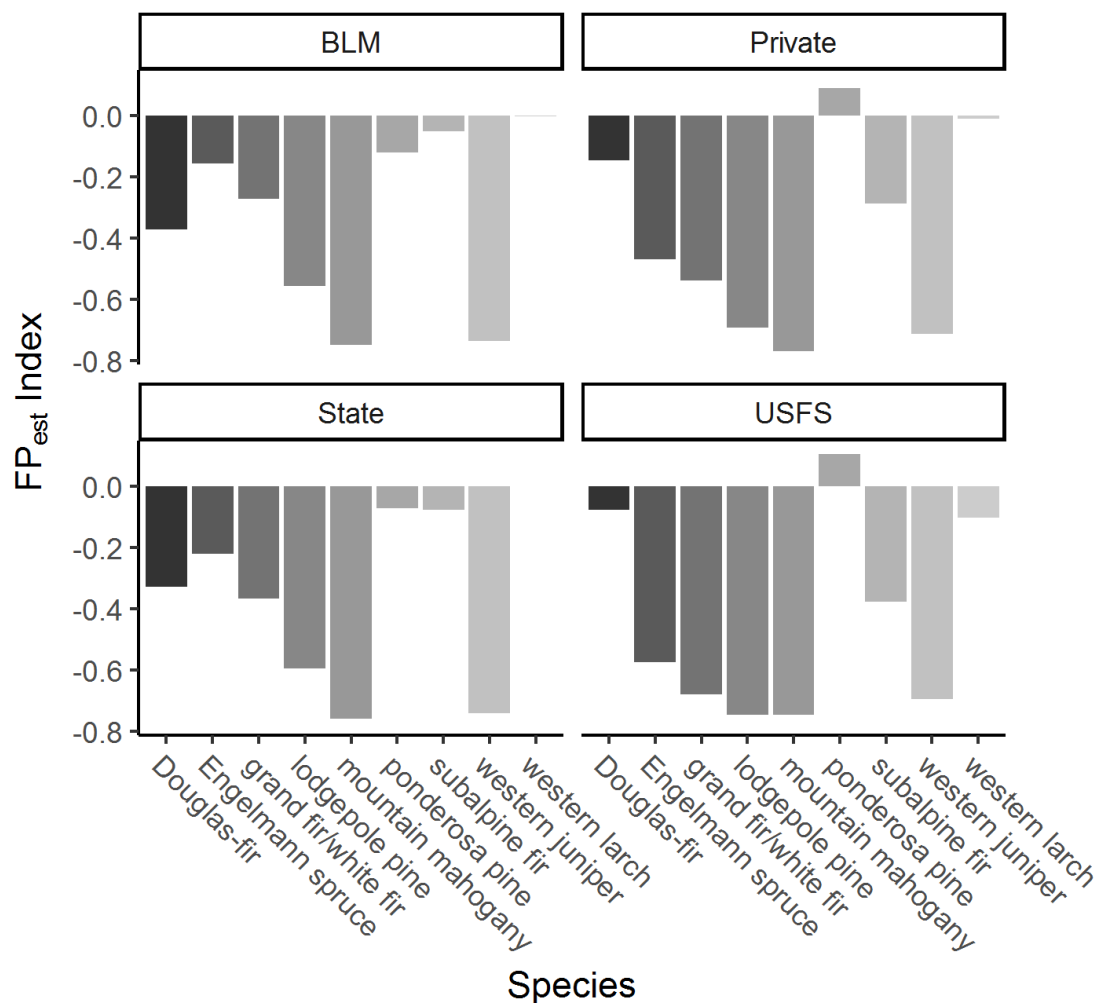 BLM
Private
0.0
-0.2
-0.4
-0.6
-0.8
State
USFS
0.0
-0.2
-0.4
-0.6
-0.8
FPest Index
Douglas-fir
Engelmann spruce
grand fir/white fir
lodgepole pine
mountain mahogany
ponderosa pine
subalpine fir
western juniper
western larch
Douglas-fir
Engelmann spruce
grand fir/white fir
lodgepole pine
mountain mahogany
ponderosa pine
subalpine fir
western juniper
western larch
Species